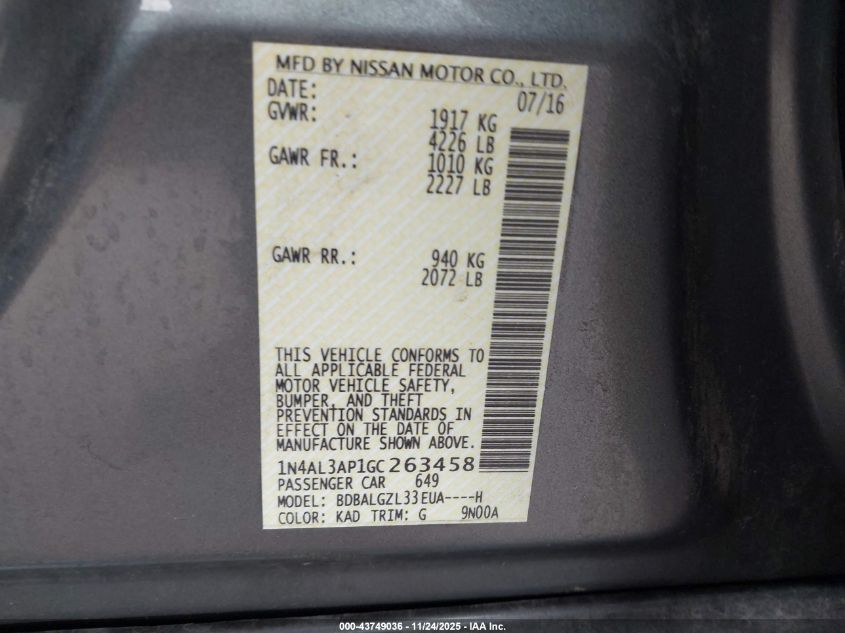 MFD BY NISSAN MOTOR CO., LTD.
DATE: 07/16
GVWR: 1917 KG
4226 LB
GAWR FR.: 1010 KG
2227 LB
GAWR RR.: 940 KG
2072 LB
THIS VEHICLE CONFORMS TO
ALL APPLICABLE FEDERAL
MOTOR VEHICLE SAFETY,
BUMPER, AND THEFT
PREVENTION STANDARDS IN
EFFECT ON THE DATE OF
MANUFACTURE SHOWN ABOVE.
1N4AL3AP1GC263458
PASSENGER CAR 649
MODEL: BDBALGZL33EUA----H
COLOR: KAD TRIM: G 9N00A
000-43749036 - 11/24/2025 - IAA Inc.